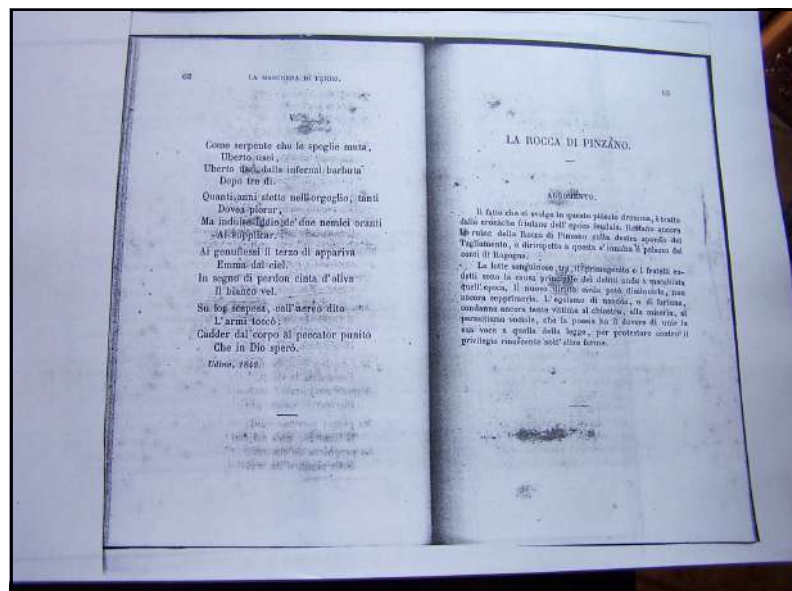 62
LA MASCHERA DI FERRO.
V.
Come serpente che le spoglie muta,
Uberto uscì,
Uberto uscì dalla infernal barbuta
Dopo tre dì.
Quanti anni stette nell'orgoglio, tanti
Dovea plorar,
Ma indulse Iddio de' due nemici oranti
Al supplicar.
Ai genuflessi il terzo dì appariva
Emma dal ciel.
In segno di perdon cinta d'oliva
Il bianco vel.
Su lor sospesa, coll'aereo dito
L'armi toccò:
Cadder dal corpo al peccator punito
Che in Dio sperò.
Udine, 1840.
63
LA ROCCA DI PINZANO.
ARGOMENTO.
Il fatto che si svolge in questo piccolo dramma, è tratto
dalle cronache friulane dell'epoca feudale. Restano ancora
le ruine della Rocca di Pinzano sulla destra sponda del
Tagliamento, e dirimpetto a questa s'innalza il palazzo dei
conti di Ragogna.
Le lotte sanguinose tra il primogenito e i fratelli ca-
detti sono la causa principale dei delitti onde è macchiata
quell'epoca. Il nuovo diritto civile potè diminuirle, non
ancora sopprimerle. L'egoismo di nascita, o di fortuna,
condanna ancora tante vittime al chiostro, alla miseria, al
parasitismo sociale, che la poesia ha il dovere di unir la
sua voce a quella della legge, per protestare contro il
privilegio rinascente sott'altre forme.